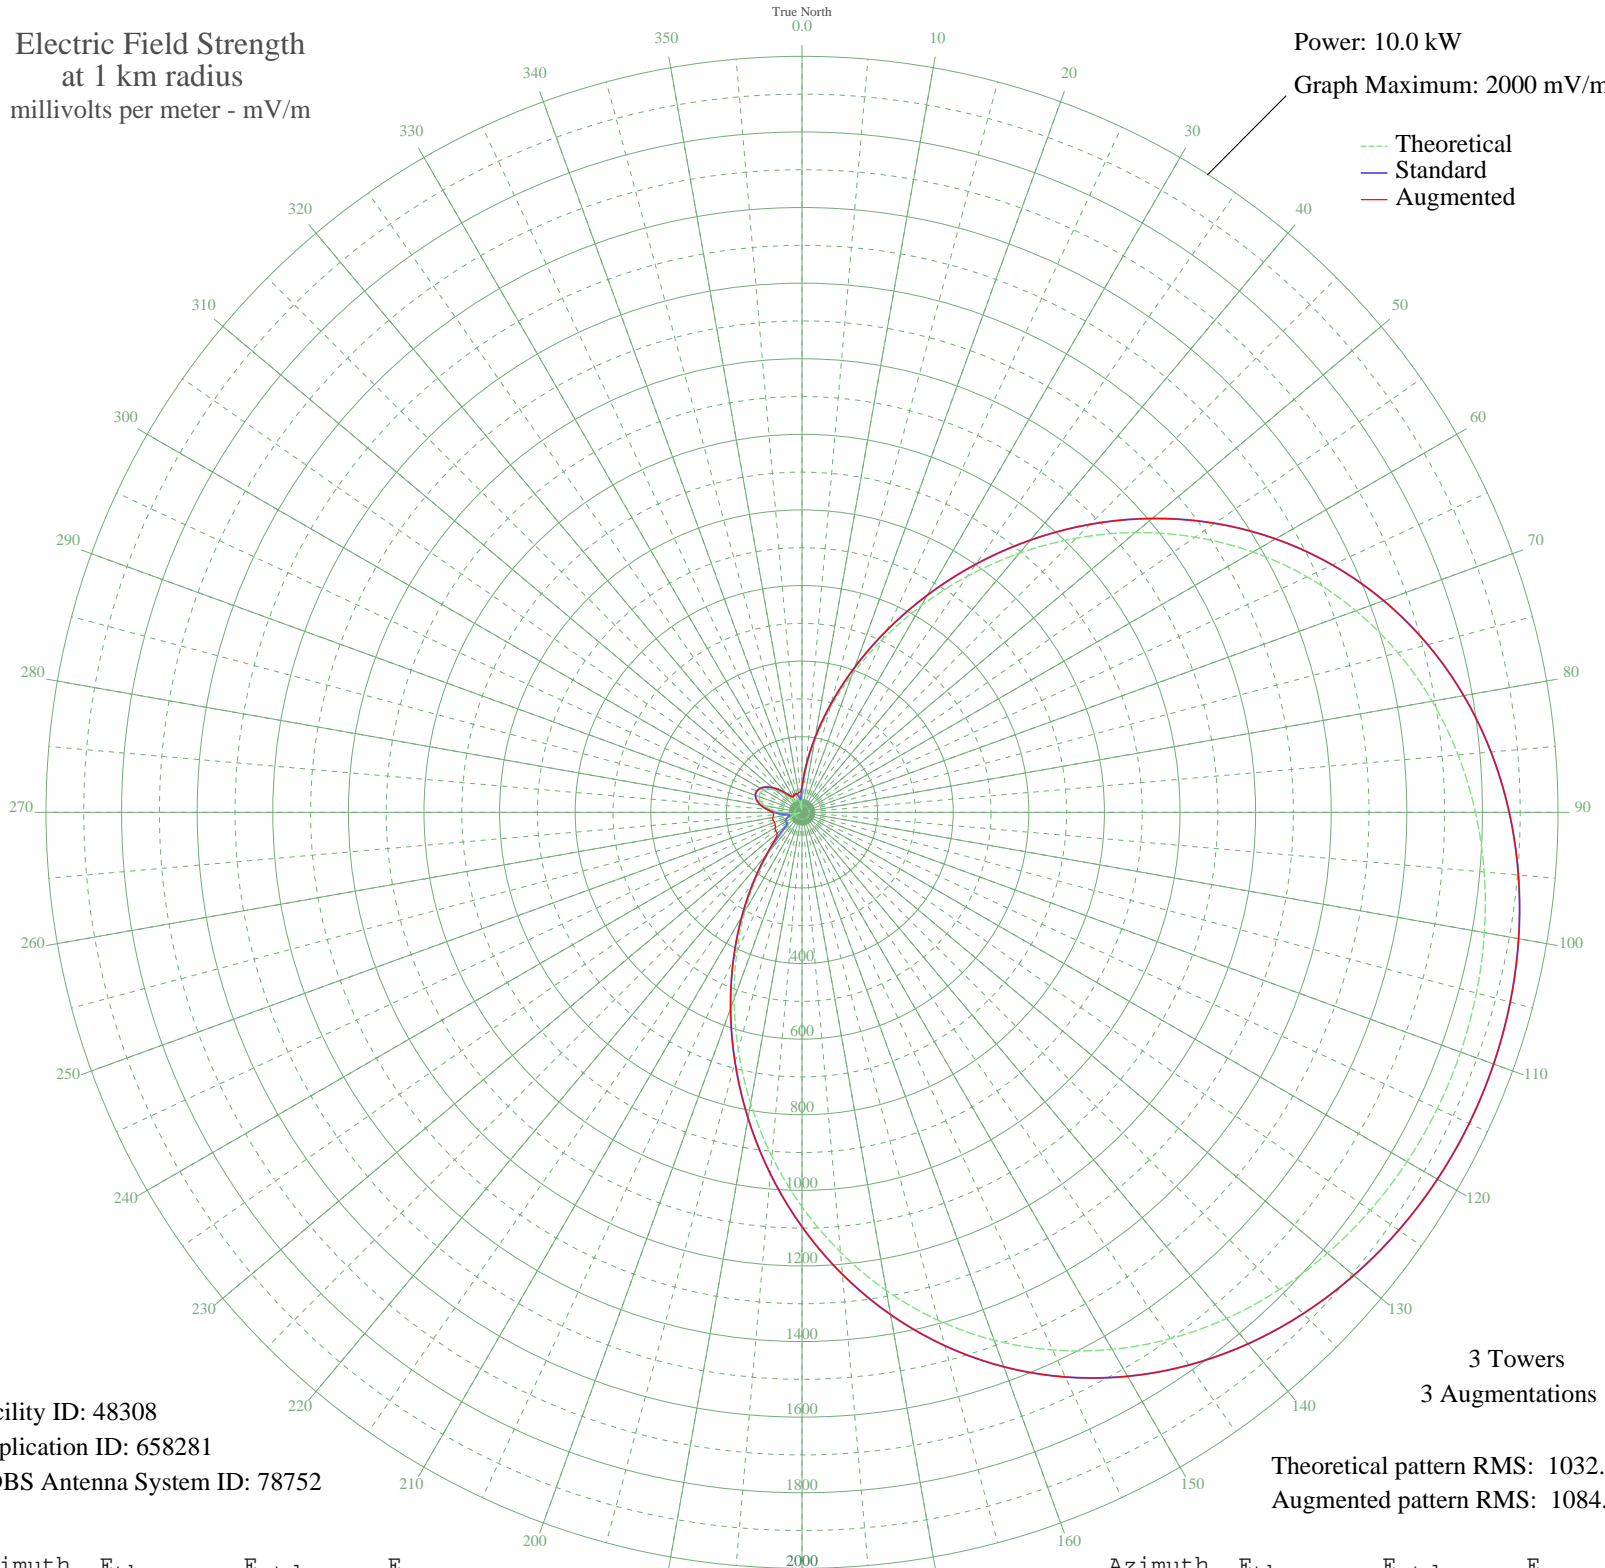 True North
0.0
Electric Field Strength
at 1 km radius
millivolts per meter - mV/m
Power: 10.0 kW
Graph Maximum: 2000 mV/m
Theoretical
Standard
Augmented
10
20
30
40
50
60
70
80
90
100
110
120
130
140
150
160
200
210
220
230
240
250
260
270
280
290
300
310
320
330
340
350
400
600
800
1000
1200
1400
1600
1800
2000
3 Towers
3 Augmentations
cility ID: 48308
plication ID: 658281
DBS Antenna System ID: 78752
Theoretical pattern RMS: 1032.
Augmented pattern RMS: 1084.